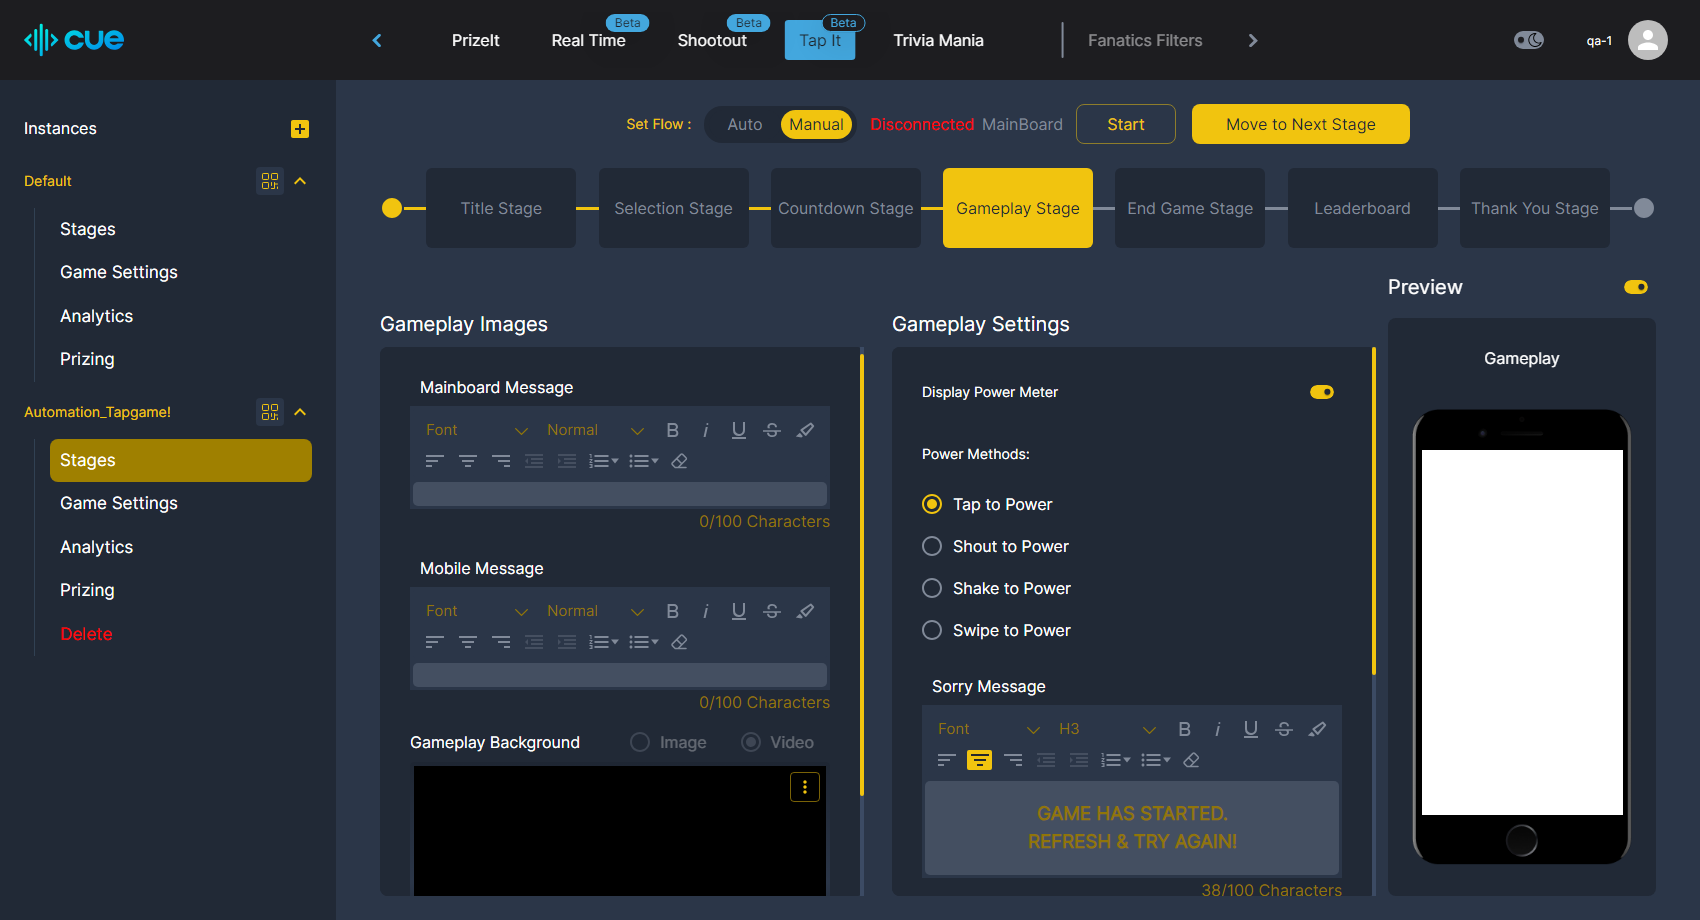 cue
PrizeIt
Real Time
Beta
Shootout
Beta
Tap It
Beta
Trivia Mania
Fanatics Filters
qa-1
Instances
Default
Stages
Game Settings
Analytics
Prizing
Automation_Tapgame!
Stages
Game Settings
Analytics
Prizing
Delete
Set Flow :
Auto
Manual
Disconnected MainBoard
Start
Move to Next Stage
Title Stage
Selection Stage
Countdown Stage
Gameplay Stage
End Game Stage
Leaderboard
Thank You Stage
Gameplay Images
Mainboard Message
Font
Normal
0/100 Characters
Mobile Message
Font
Normal
0/100 Characters
Gameplay Background
Image
Video
Gameplay Settings
Display Power Meter
Power Methods:
Tap to Power
Shout to Power
Shake to Power
Swipe to Power
Sorry Message
Font
H3
GAME HAS STARTED.
REFRESH & TRY AGAIN!
38/100 Characters
Preview
Gameplay